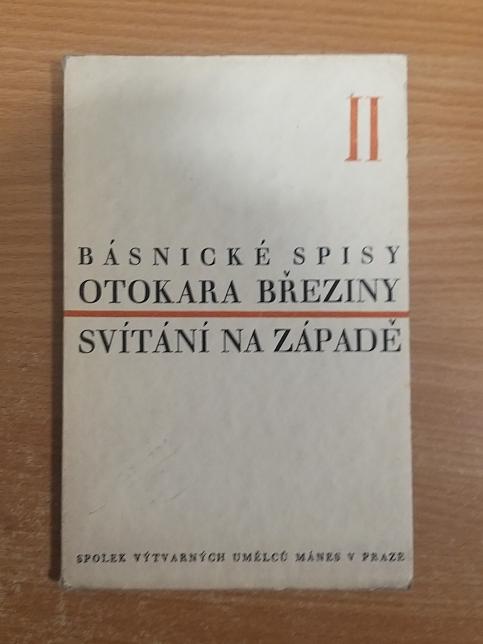 II
BÁSNICKÉ SPISY
OTOKARA BŘEZINY
SVÍTÁNÍ NA ZÁPADĚ
SPOLEK VÝTVARNÝCH UMĚLCŮ MÁNES V PRAZE